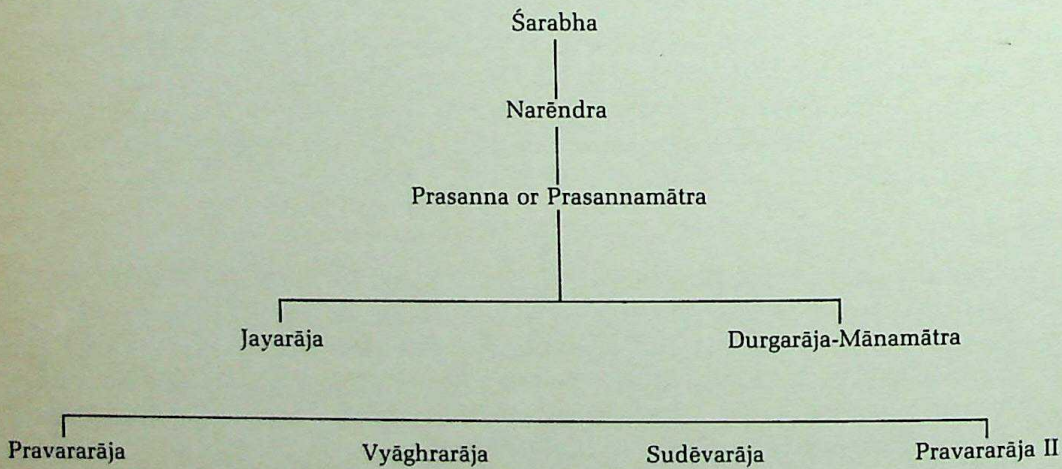 Śarabha
Narēndra
Prasanna or Prasannamātra
Jayarāja Durgarāja-Mānamātra
Pravararāja Vyāghrarāja Sudēvarāja Pravararāja II